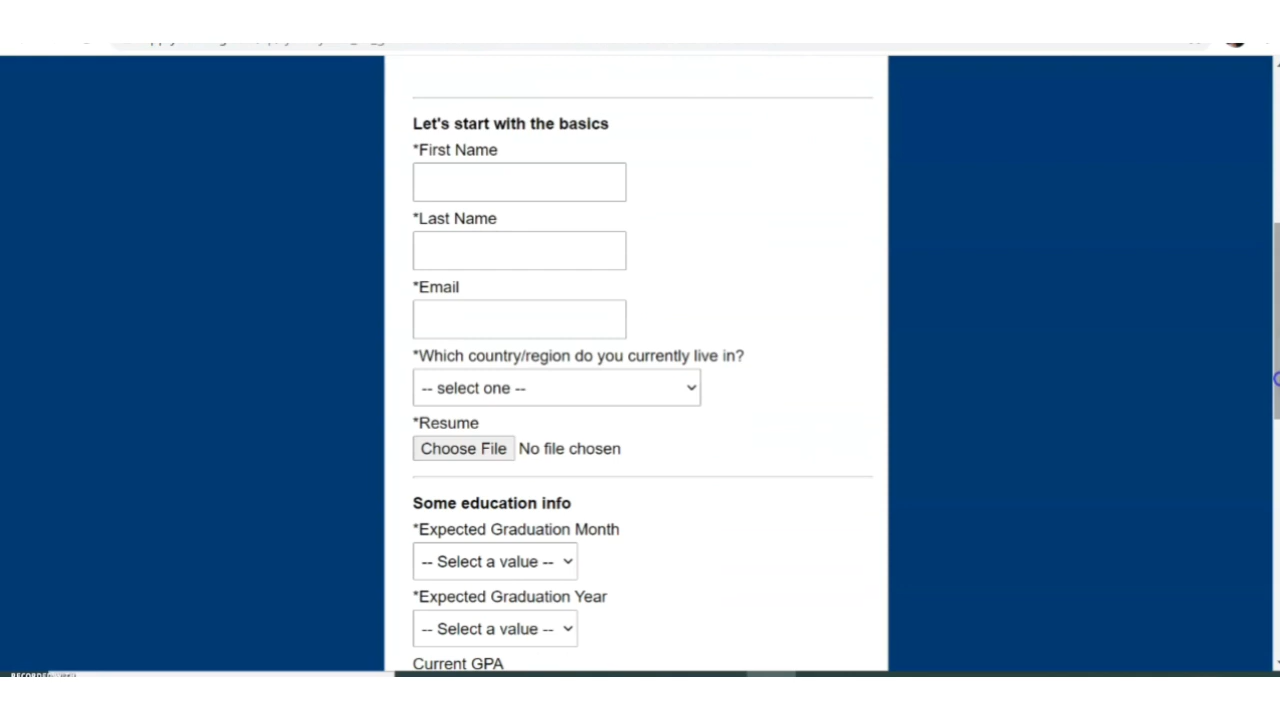 Let's start with the basics
*First Name
*Last Name
*Email
*Which country/region do you currently live in?
-- select one --
*Resume
Choose File No file chosen
Some education info
*Expected Graduation Month
-- Select a value --
*Expected Graduation Year
-- Select a value --
Current GPA